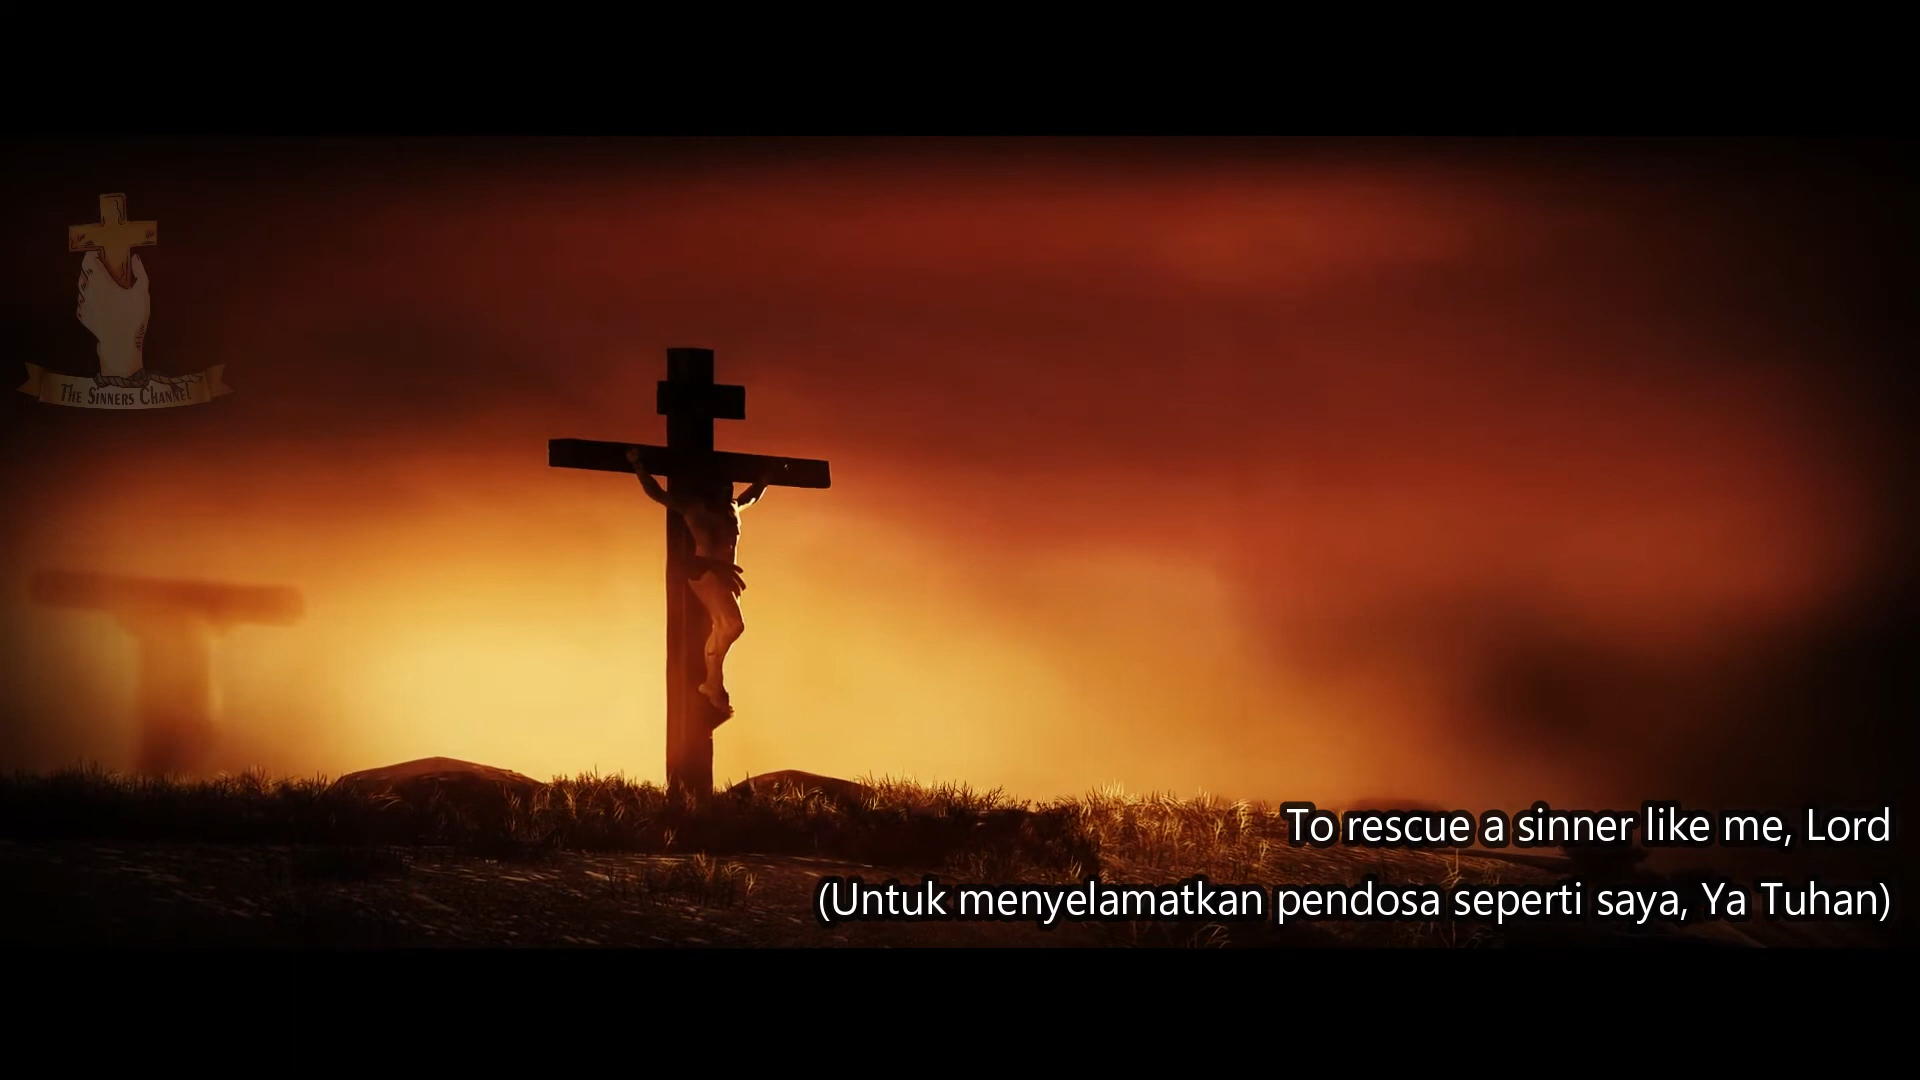 The Sinners Channel
To rescue a sinner like me, Lord
(Untuk menyelamatkan pendosa seperti saya, Ya Tuhan)